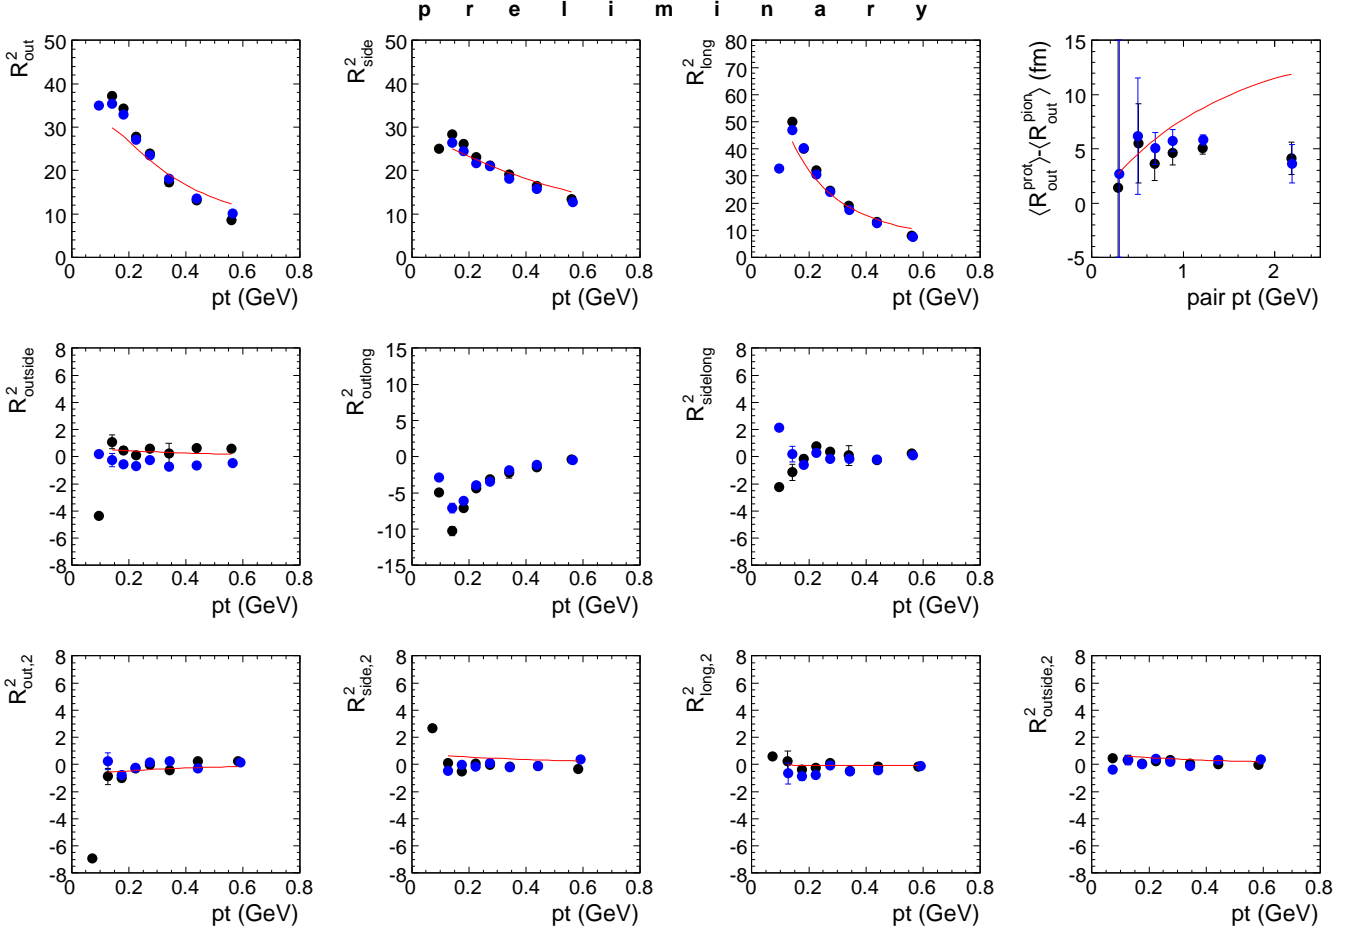 p r e l i m i n a r y
R²out
50
40
30
20
10
0
0 0.2 0.4 0.6 0.8
pt (GeV)
R²side
50
40
30
20
10
0
0 0.2 0.4 0.6 0.8
pt (GeV)
R²long
80
70
60
50
40
30
20
10
0
0 0.2 0.4 0.6 0.8
pt (GeV)
⟨R^prot_out⟩-⟨R^pion_out⟩ (fm)
15
10
5
0
-5
0 1 2
pair pt (GeV)
R²outside
8
6
4
2
0
-2
-4
-6
-8
0 0.2 0.4 0.6 0.8
pt (GeV)
R²outlong
15
10
5
0
-5
-10
-15
0 0.2 0.4 0.6 0.8
pt (GeV)
R²sidelong
8
6
4
2
0
-2
-4
-6
-8
0 0.2 0.4 0.6 0.8
pt (GeV)
R²out,2
8
6
4
2
0
-2
-4
-6
-8
0 0.2 0.4 0.6 0.8
pt (GeV)
R²side,2
8
6
4
2
0
-2
-4
-6
-8
0 0.2 0.4 0.6 0.8
pt (GeV)
R²long,2
8
6
4
2
0
-2
-4
-6
-8
0 0.2 0.4 0.6 0.8
pt (GeV)
R²outside,2
8
6
4
2
0
-2
-4
-6
-8
0 0.2 0.4 0.6 0.8
pt (GeV)